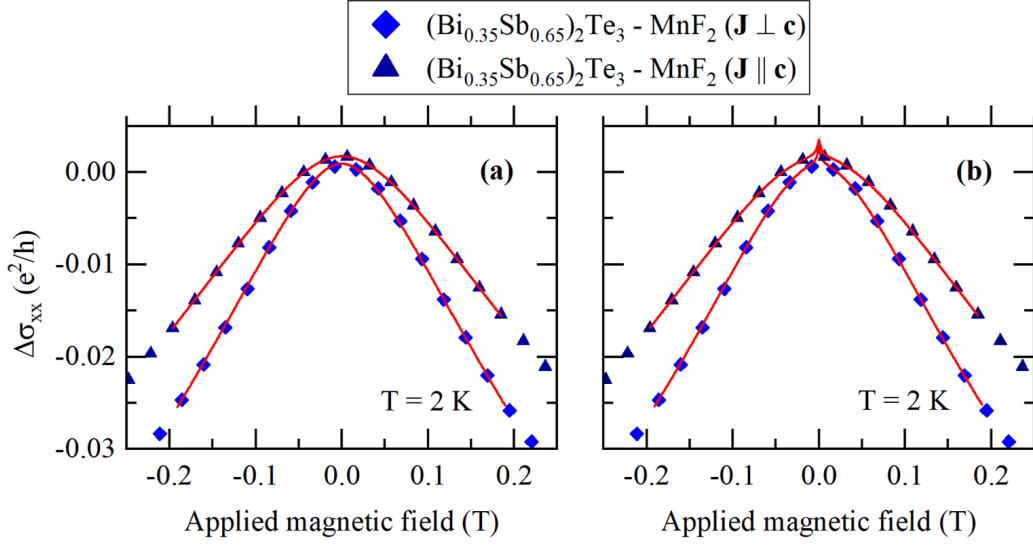 (Bi₀.₃₅Sb₀.₆₅)₂Te₃ - MnF₂ (J ⊥ c)
(Bi₀.₃₅Sb₀.₆₅)₂Te₃ - MnF₂ (J || c)
(a)
(b)
0.00
-0.01
-0.02
-0.03
Δσxx (e²/h)
T = 2 K
T = 2 K
-0.2 -0.1 0.0 0.1 0.2
-0.2 -0.1 0.0 0.1 0.2
Applied magnetic field (T)
Applied magnetic field (T)